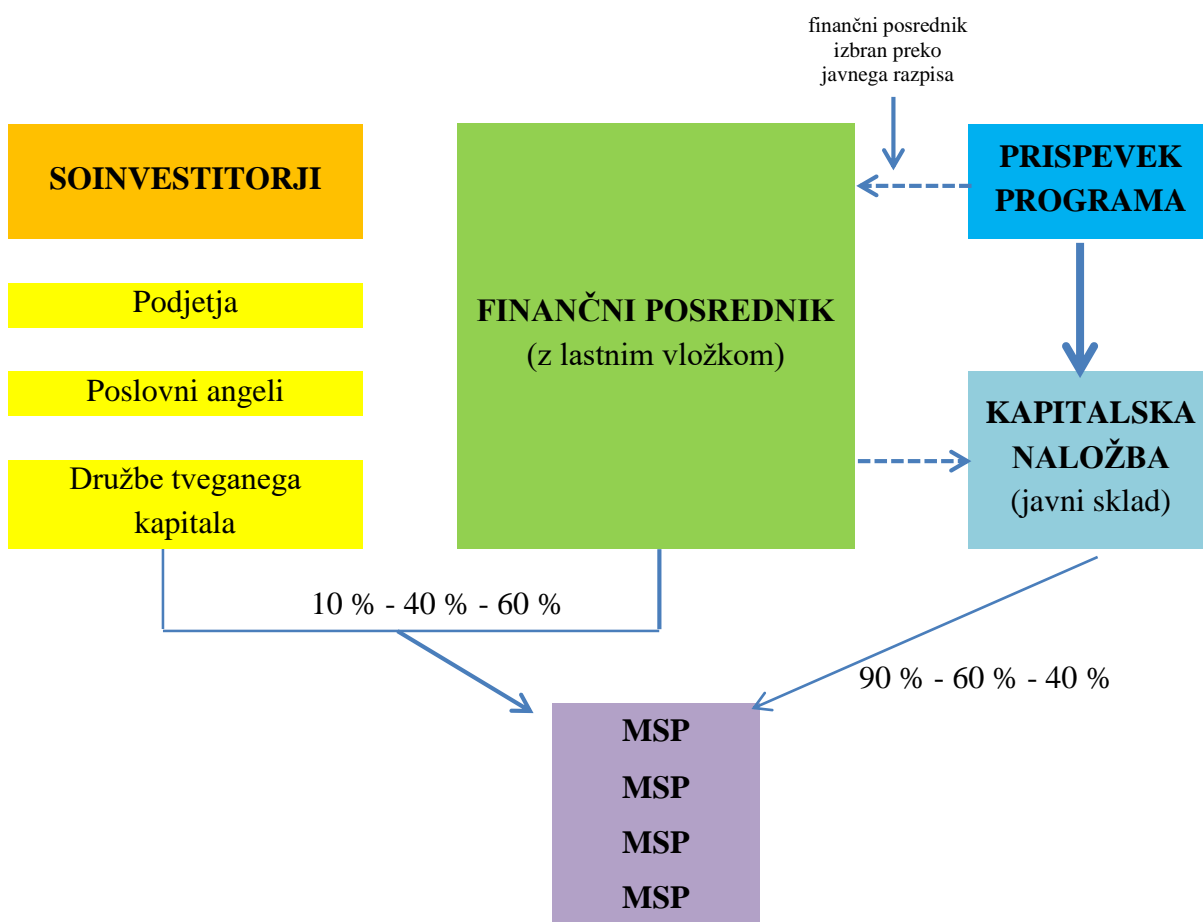 finančni posrednik
izbran preko
javnega razpisa
SOINVESTITORJI
Podjetja
Poslovni angeli
Družbe tveganega
kapitala
FINANČNI POSREDNIK
(z lastnim vložkom)
PRISPEVEK
PROGRAMA
KAPITALSKA
NALOŽBA
(javni sklad)
10 % - 40 % - 60 %
90 % - 60 % - 40 %
MSP
MSP
MSP
MSP